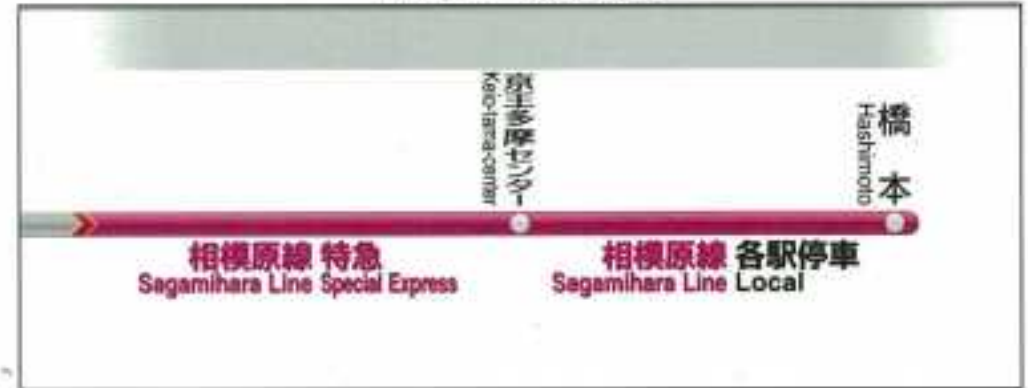 京王多摩センター
Keio-tama-center
橋本
Hashimoto
相模原線 特急
Sagamihara Line Special Express
相模原線 各駅停車
Sagamihara Line Local